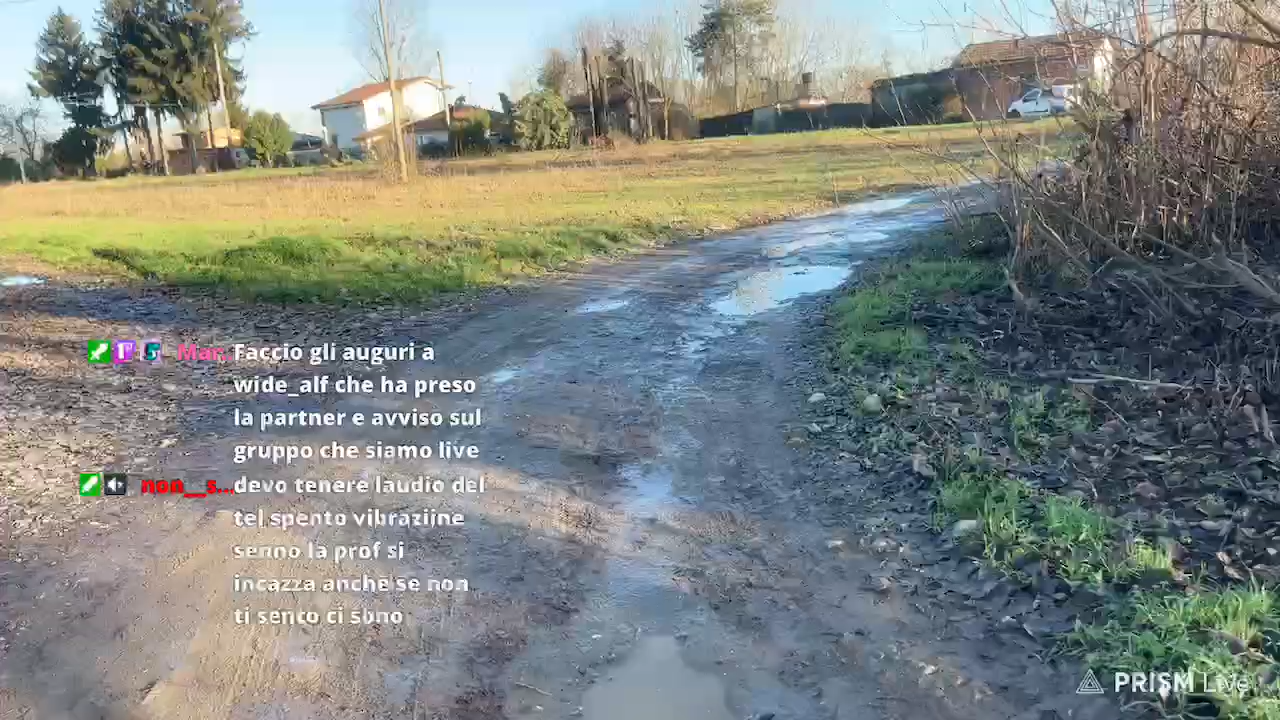 Mar... Faccio gli auguri a
wide_alf che ha preso
la partner e avviso sul
gruppo che siamo live
non__s... devo tenere laudio del
tel spento vibraziine
senno la prof si
incazza anche se non
ti sento ci sono
PRISM Live